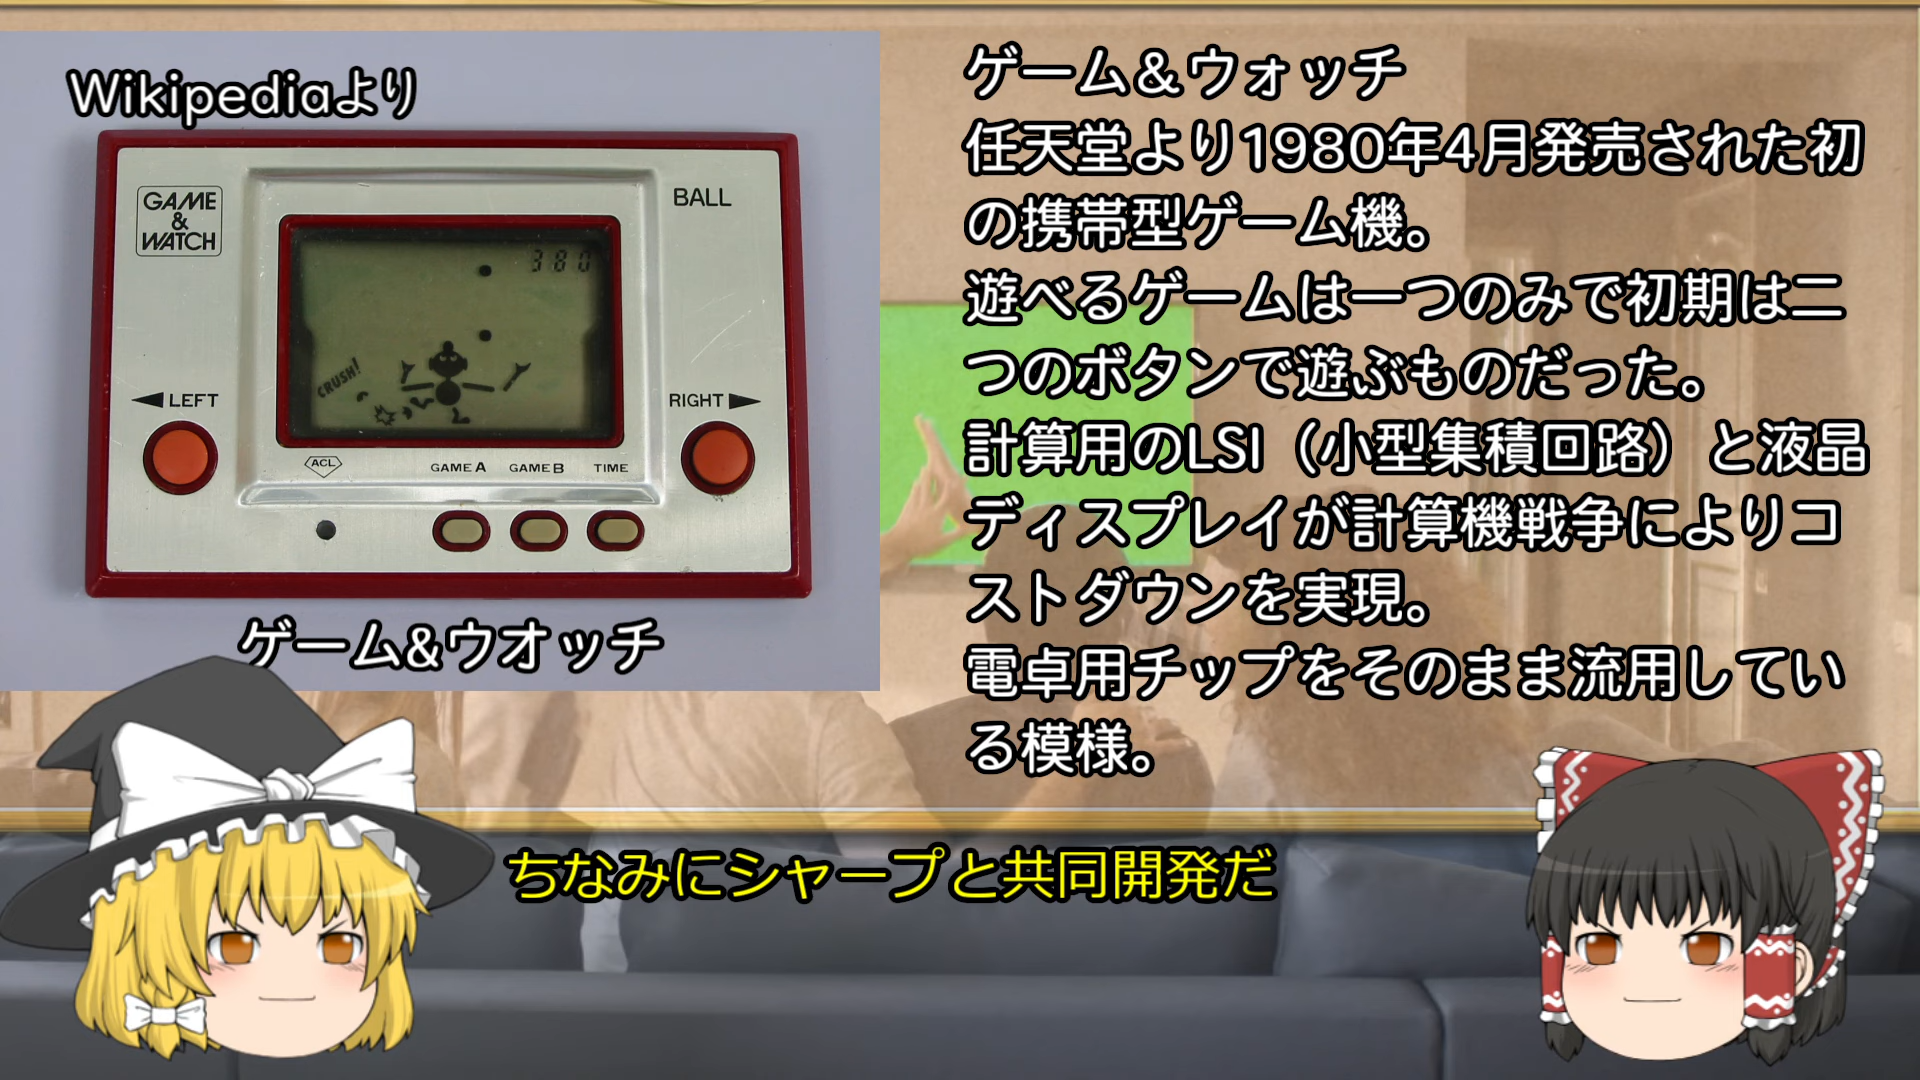 Wikipediaより
GAME
&
WATCH
BALL
380
CRUSH!
LEFT
RIGHT
ACL
GAME A
GAME B
TIME
ゲーム&ウオッチ
ゲーム＆ウォッチ
任天堂より1980年4月発売された初
の携帯型ゲーム機。
遊べるゲームは一つのみで初期は二
つのボタンで遊ぶものだった。
計算用のLSI（小型集積回路）と液晶
ディスプレイが計算機戦争によりコ
ストダウンを実現。
電卓用チップをそのまま流用してい
る模様。
ちなみにシャープと共同開発だ